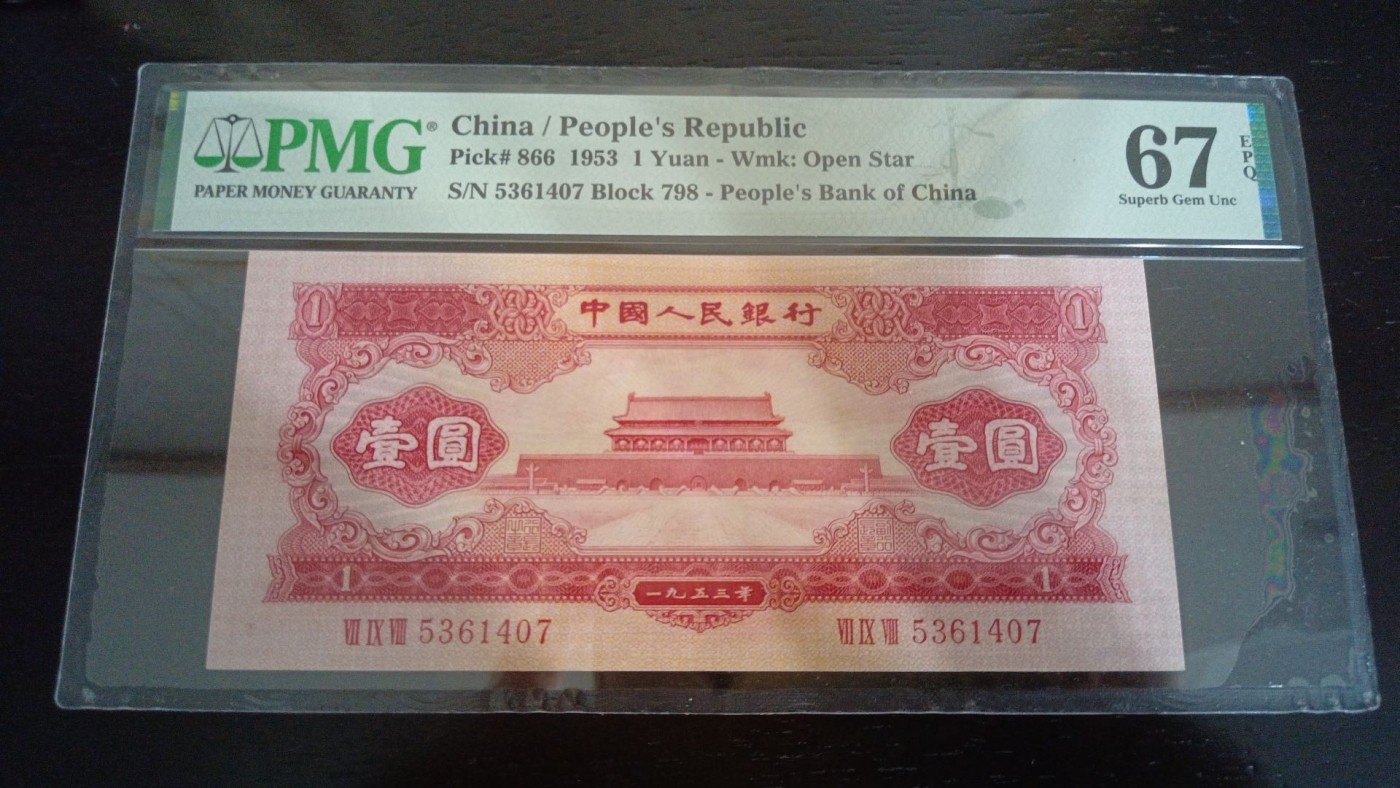 PMG®
PAPER MONEY GUARANTY
China / People's Republic
Pick# 866 1953 1 Yuan - Wmk: Open Star
S/N 5361407 Block 798 - People's Bank of China
67
EPQ
Superb Gem Unc
1 中國人民銀行 1
壹圓 壹圓
1 一九五三年 1
VII IX VIII 5361407 VII IX VIII 5361407